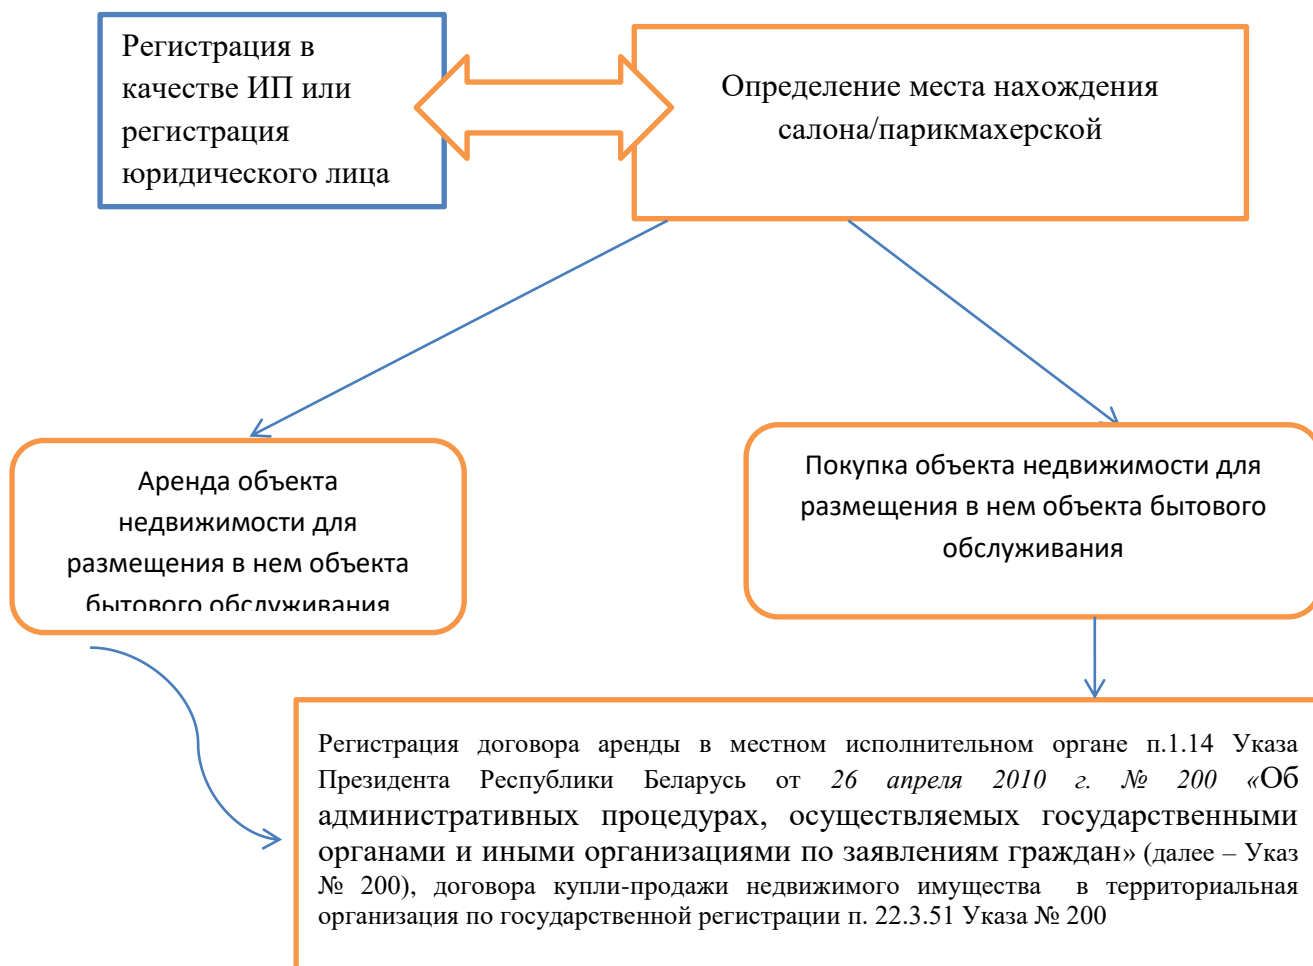 Регистрация в
качестве ИП или
регистрация
юридического лица
Определение места нахождения
салона/парикмахерской
Аренда объекта
недвижимости для
размещения в нем объекта
бытового обслуживания
Покупка объекта недвижимости для
размещения в нем объекта бытового
обслуживания
Регистрация договора аренды в местном исполнительном органе п.1.14 Указа
Президента Республики Беларусь от 26 апреля 2010 г. № 200 «Об
административных процедурах, осуществляемых государственными
органами и иными организациями по заявлениям граждан» (далее – Указ
№ 200), договора купли-продажи недвижимого имущества в территориальная
организация по государственной регистрации п. 22.3.51 Указа № 200